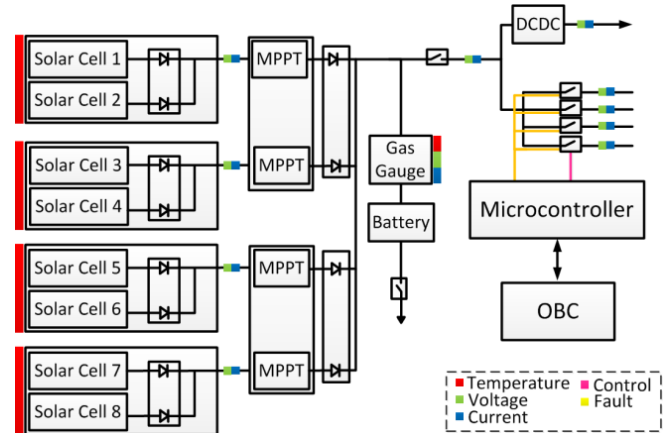 Solar Cell 1
Solar Cell 2
Solar Cell 3
Solar Cell 4
Solar Cell 5
Solar Cell 6
Solar Cell 7
Solar Cell 8
MPPT
MPPT
MPPT
MPPT
Gas
Gauge
Battery
DCDC
Microcontroller
OBC
Temperature
Voltage
Current
Control
Fault